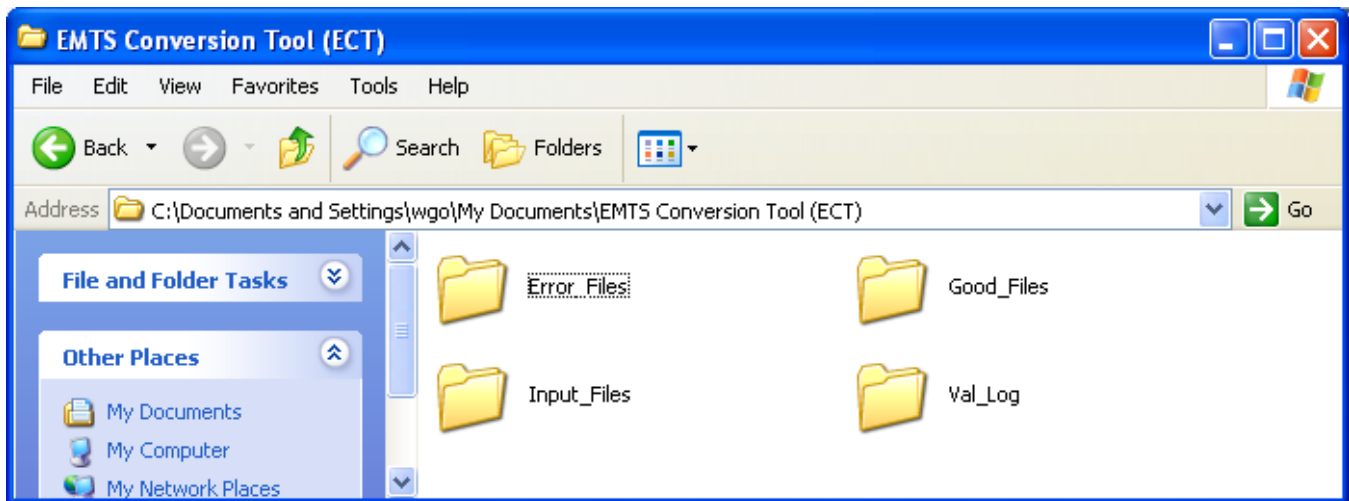 EMTS Conversion Tool (ECT)
File Edit View Favorites Tools Help
Back Search Folders
Address C:\Documents and Settings\wgo\My Documents\EMTS Conversion Tool (ECT) Go
File and Folder Tasks
Other Places
My Documents
My Computer
My Network Places
Error_Files Good_Files
Input_Files Val_Log